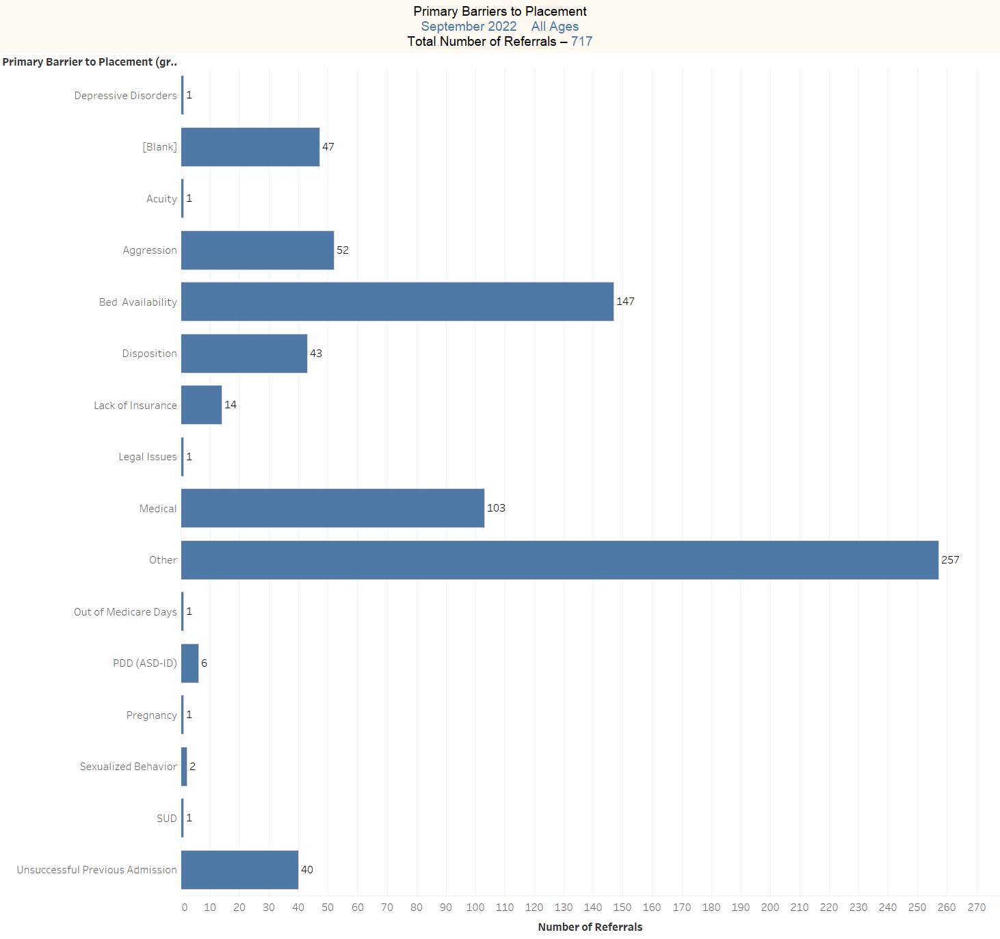 Primary Barriers to Placement
September 2022 All Ages
Total Number of Referrals – 717
Primary Barrier to Placement (gr..
Depressive Disorders 1
[Blank] 47
Acuity 1
Aggression 52
Bed Availability 147
Disposition 43
Lack of Insurance 14
Legal Issues 1
Medical 103
Other 257
Out of Medicare Days 1
PDD (ASD-ID) 6
Pregnancy 1
Sexualized Behavior 2
SUD 1
Unsuccessful Previous Admission 40
0 10 20 30 40 50 60 70 80 90 100 110 120 130 140 150 160 170 180 190 200 210 220 230 240 250 260 270
Number of Referrals